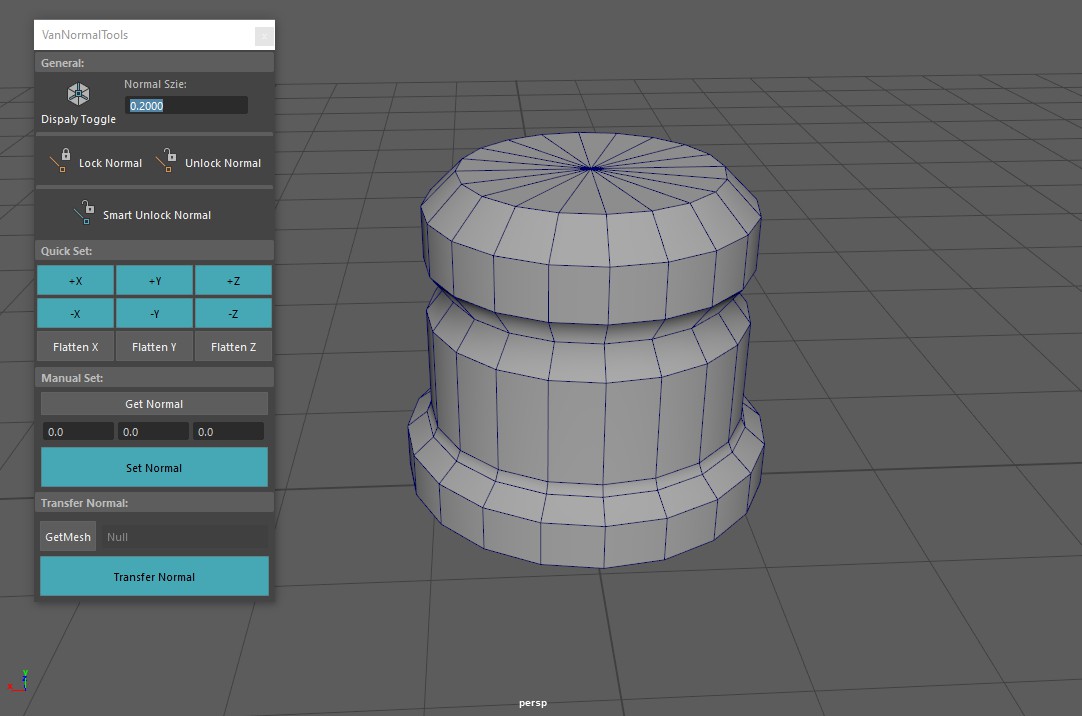 VanNormalTools
x
General:
Normal Szie:
0.2000
Dispaly Toggle
Lock Normal Unlock Normal
Smart Unlock Normal
Quick Set:
+X +Y +Z
-X -Y -Z
Flatten X Flatten Y Flatten Z
Manual Set:
Get Normal
0.0 0.0 0.0
Set Normal
Transfer Normal:
GetMesh Null
Transfer Normal
y
z
x
persp